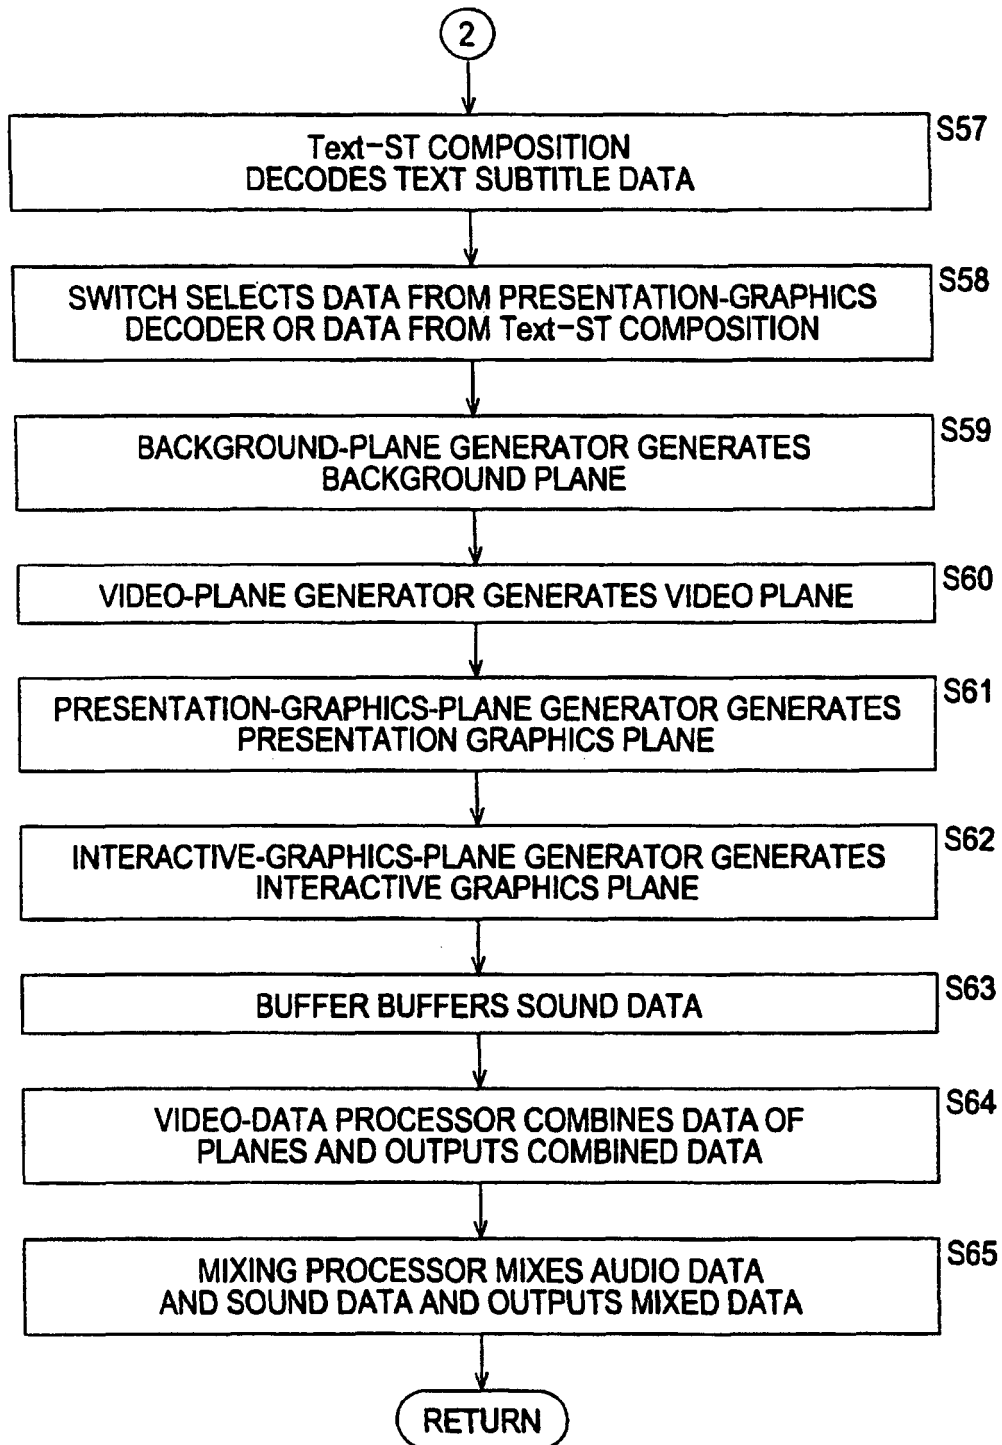 2
Text-ST COMPOSITION
DECODES TEXT SUBTITLE DATA
S57
SWITCH SELECTS DATA FROM PRESENTATION-GRAPHICS
DECODER OR DATA FROM Text-ST COMPOSITION
S58
BACKGROUND-PLANE GENERATOR GENERATES
BACKGROUND PLANE
S59
VIDEO-PLANE GENERATOR GENERATES VIDEO PLANE
S60
PRESENTATION-GRAPHICS-PLANE GENERATOR GENERATES
PRESENTATION GRAPHICS PLANE
S61
INTERACTIVE-GRAPHICS-PLANE GENERATOR GENERATES
INTERACTIVE GRAPHICS PLANE
S62
BUFFER BUFFERS SOUND DATA
S63
VIDEO-DATA PROCESSOR COMBINES DATA OF
PLANES AND OUTPUTS COMBINED DATA
S64
MIXING PROCESSOR MIXES AUDIO DATA
AND SOUND DATA AND OUTPUTS MIXED DATA
S65
RETURN